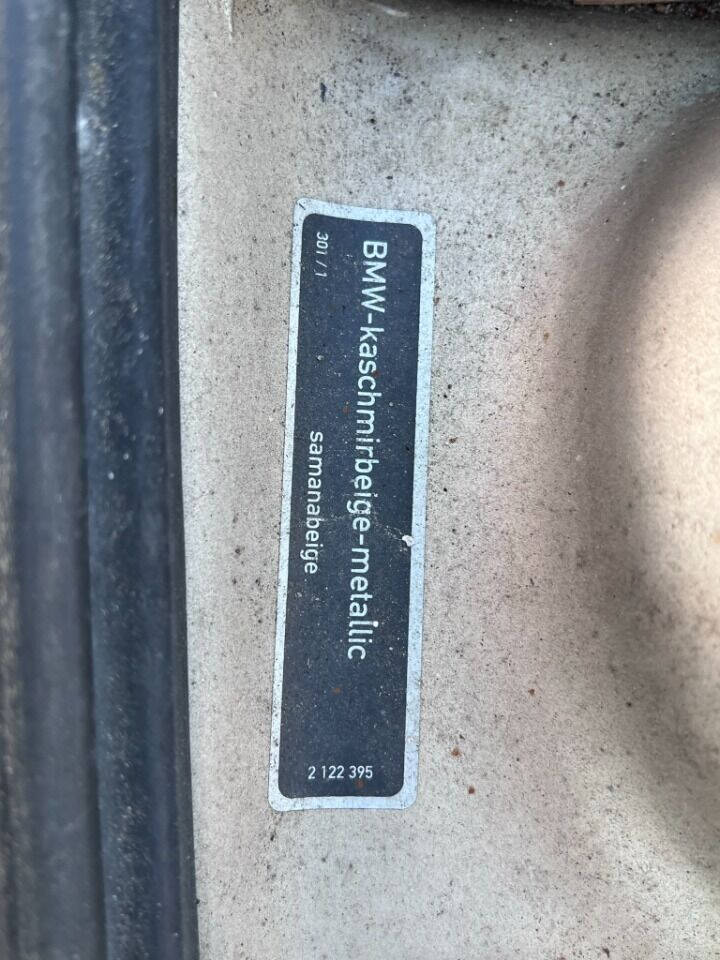 BMW-kaschmirbeige-metallic
301/1
samanabeige
2 122 395